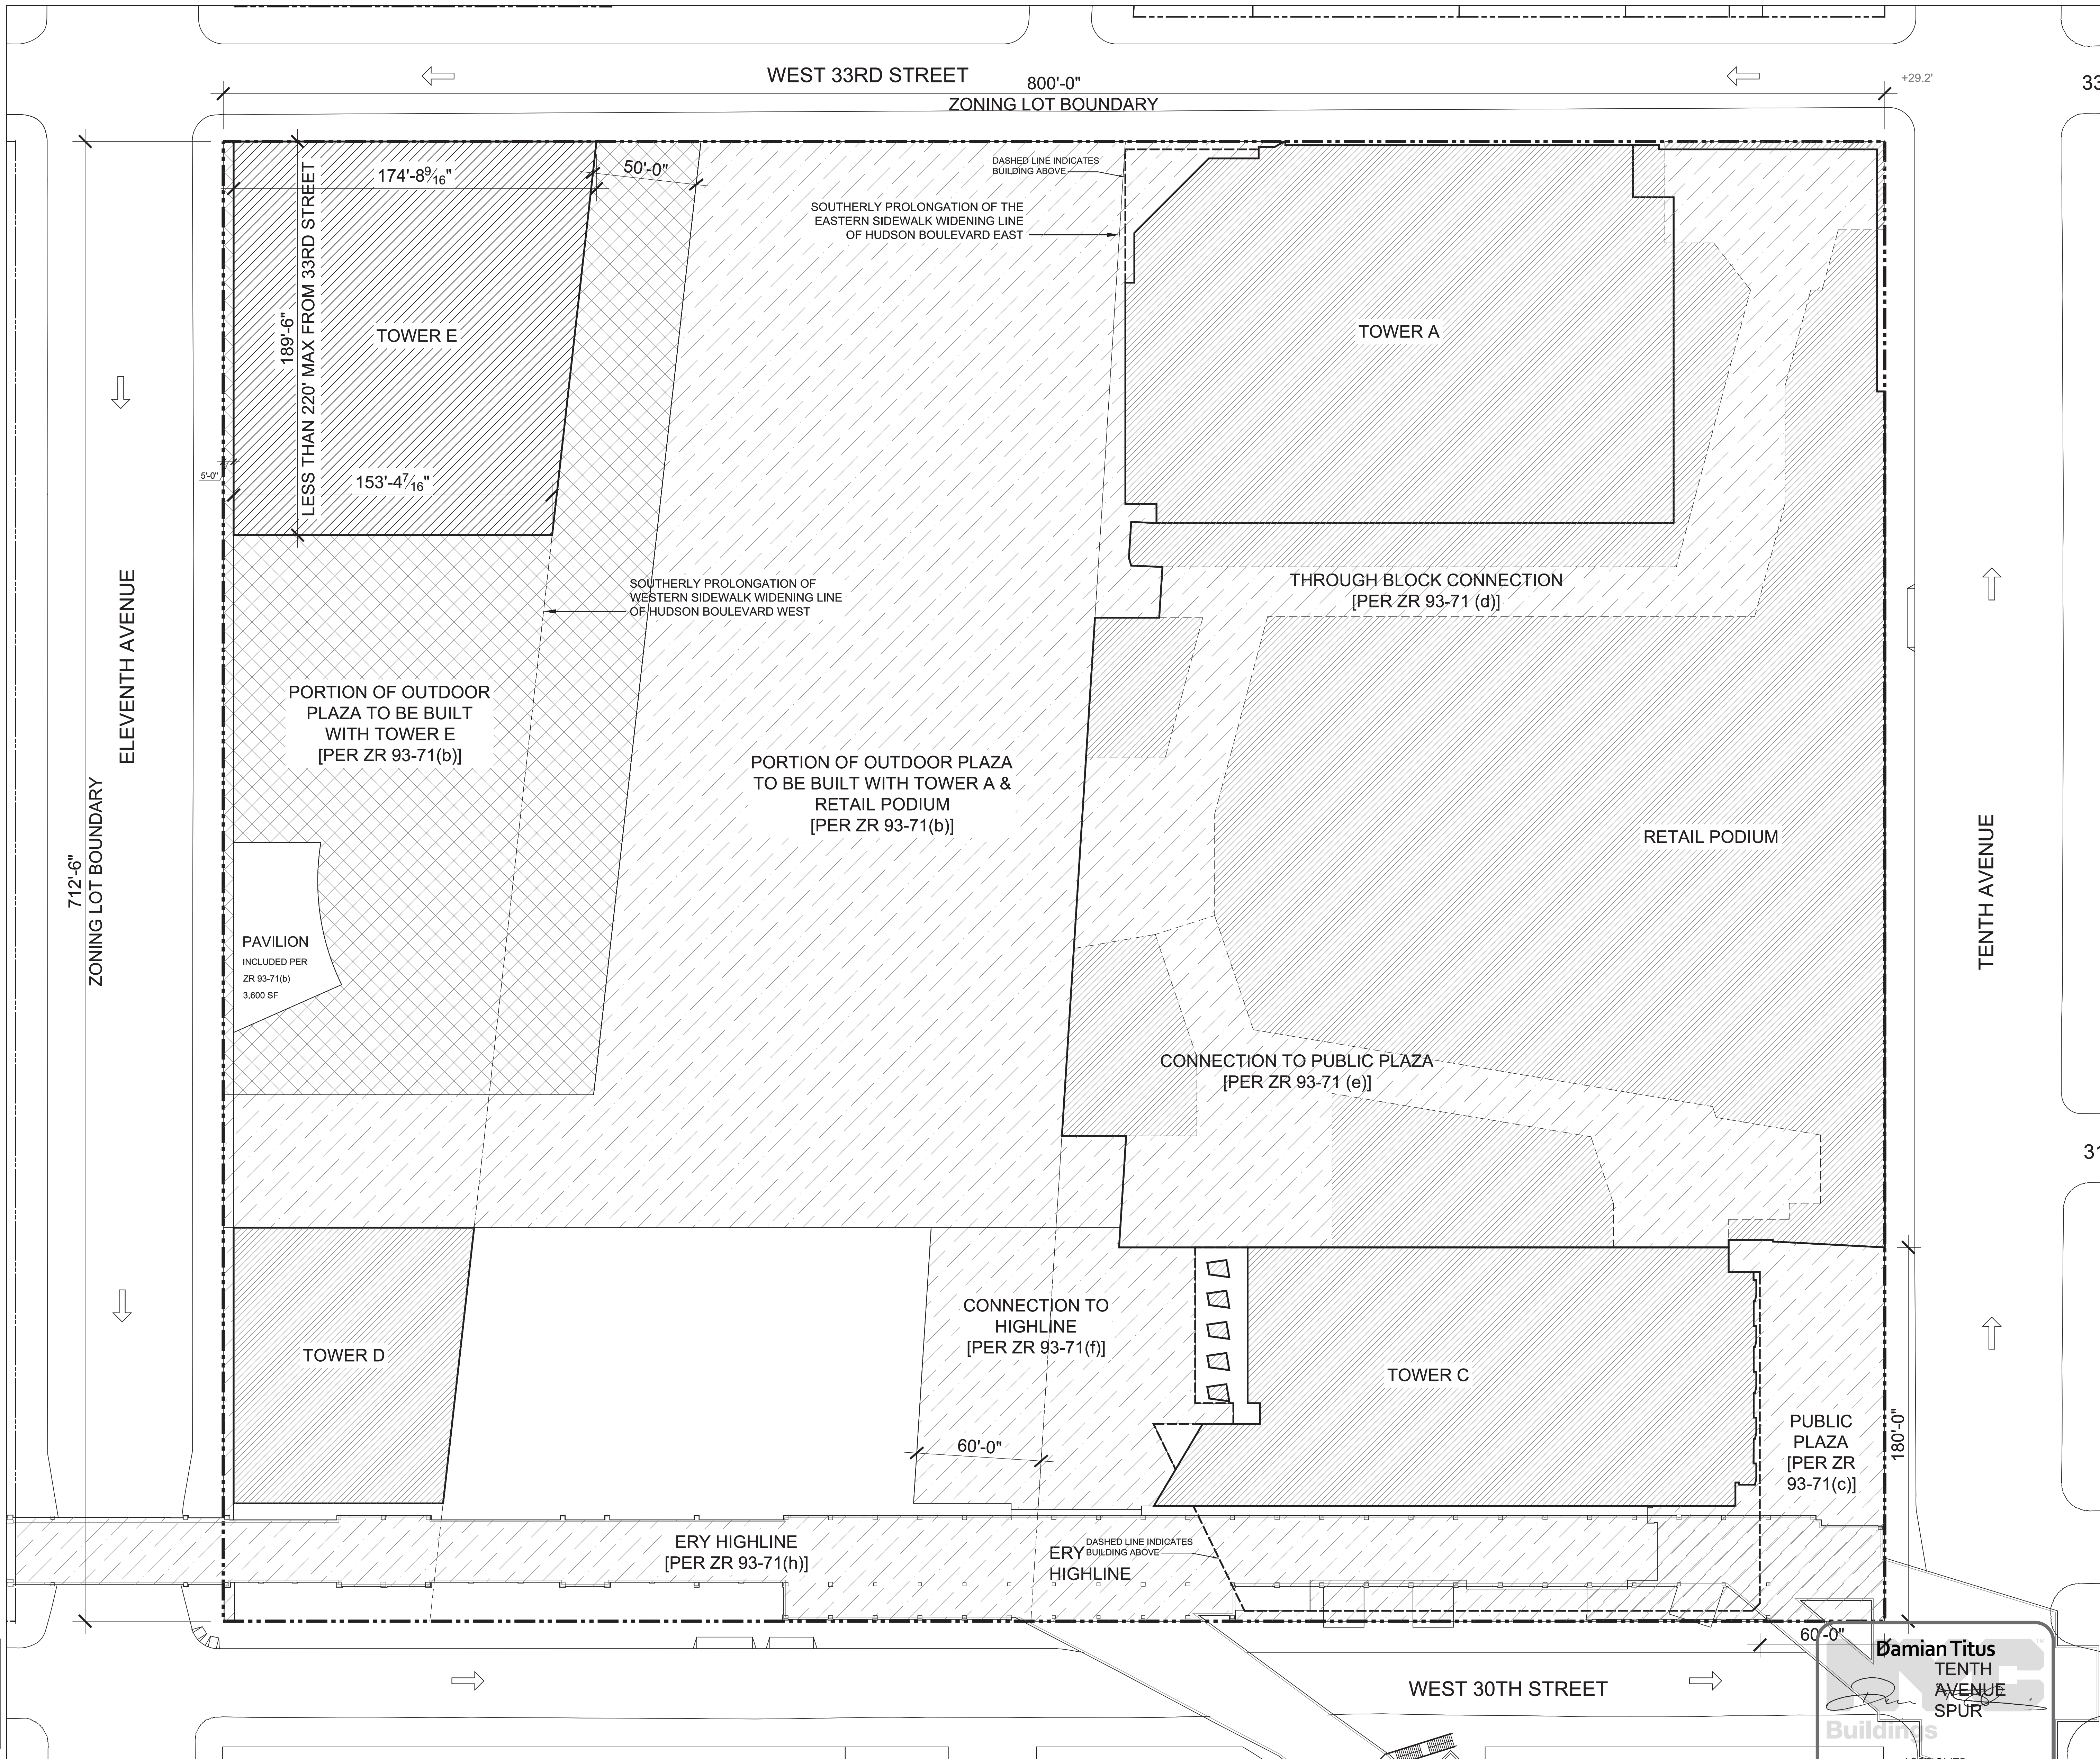 WEST 33RD STREET
800'-0"
ZONING LOT BOUNDARY
+29.2'
33
174'-8 9/16"
50'-0"
DASHED LINE INDICATES
BUILDING ABOVE
SOUTHERLY PROLONGATION OF THE
EASTERN SIDEWALK WIDENING LINE
OF HUDSON BOULEVARD EAST
189'-6"
LESS THAN 220' MAX FROM 33RD STREET
TOWER E
TOWER A
5'-0"
153'-4 7/16"
SOUTHERLY PROLONGATION OF
WESTERN SIDEWALK WIDENING LINE
OF HUDSON BOULEVARD WEST
THROUGH BLOCK CONNECTION
[PER ZR 93-71 (d)]
ELEVENTH AVENUE
PORTION OF OUTDOOR
PLAZA TO BE BUILT
WITH TOWER E
[PER ZR 93-71(b)]
PORTION OF OUTDOOR PLAZA
TO BE BUILT WITH TOWER A &
RETAIL PODIUM
[PER ZR 93-71(b)]
RETAIL PODIUM
712'-6"
ZONING LOT BOUNDARY
TENTH AVENUE
PAVILION
INCLUDED PER
ZR 93-71(b)
3,600 SF
CONNECTION TO PUBLIC PLAZA
[PER ZR 93-71 (e)]
31
CONNECTION TO
HIGHLINE
[PER ZR 93-71(f)]
TOWER D
TOWER C
60'-0"
PUBLIC
PLAZA
[PER ZR
93-71(c)]
180'-0"
ERY HIGHLINE
[PER ZR 93-71(h)]
ERY
HIGHLINE
DASHED LINE INDICATES
BUILDING ABOVE
60'-0"
WEST 30TH STREET
Damian Titus
TENTH
AVENUE
SPUR
NYC
Buildings